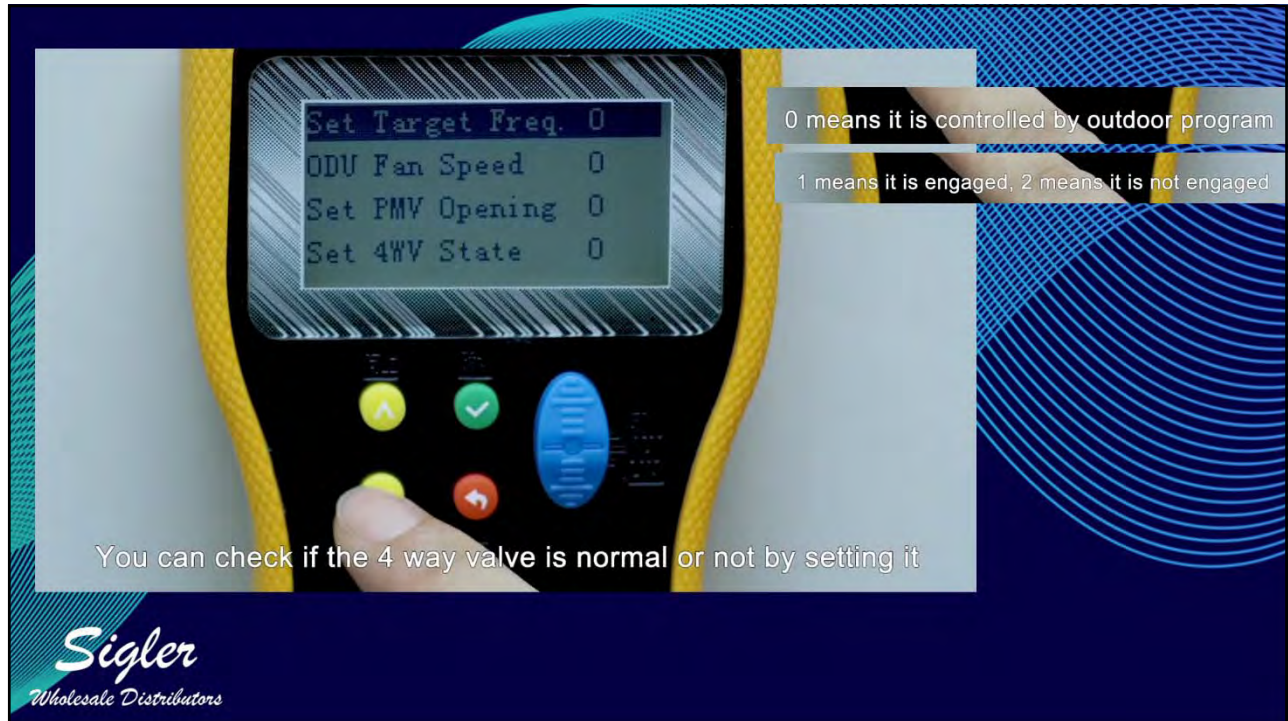 Set Target Freq. 0
ODU Fan Speed 0
Set PMV Opening 0
Set 4WV State 0
0 means it is controlled by outdoor program
1 means it is engaged, 2 means it is not engaged
You can check if the 4 way valve is normal or not by setting it
Sigler
Wholesale Distributors